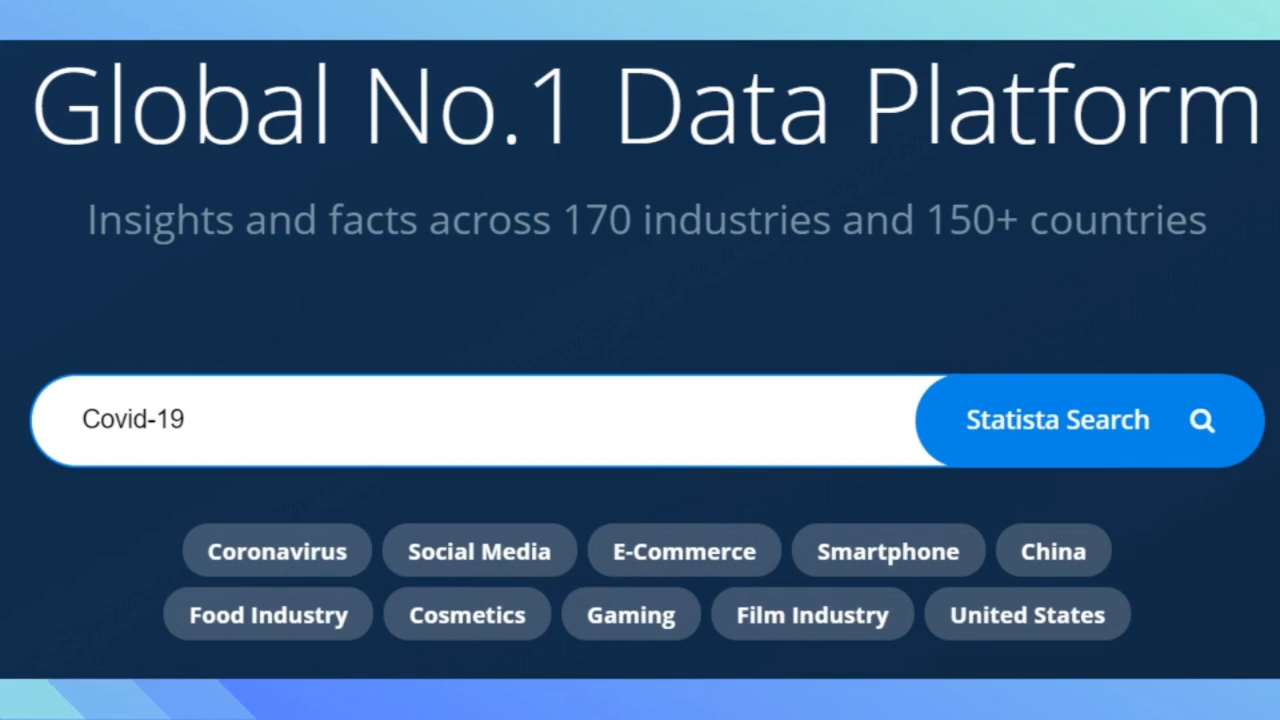 Global No.1 Data Platform
Insights and facts across 170 industries and 150+ countries
Covid-19 Statista Search
Coronavirus Social Media E-Commerce Smartphone China
Food Industry Cosmetics Gaming Film Industry United States